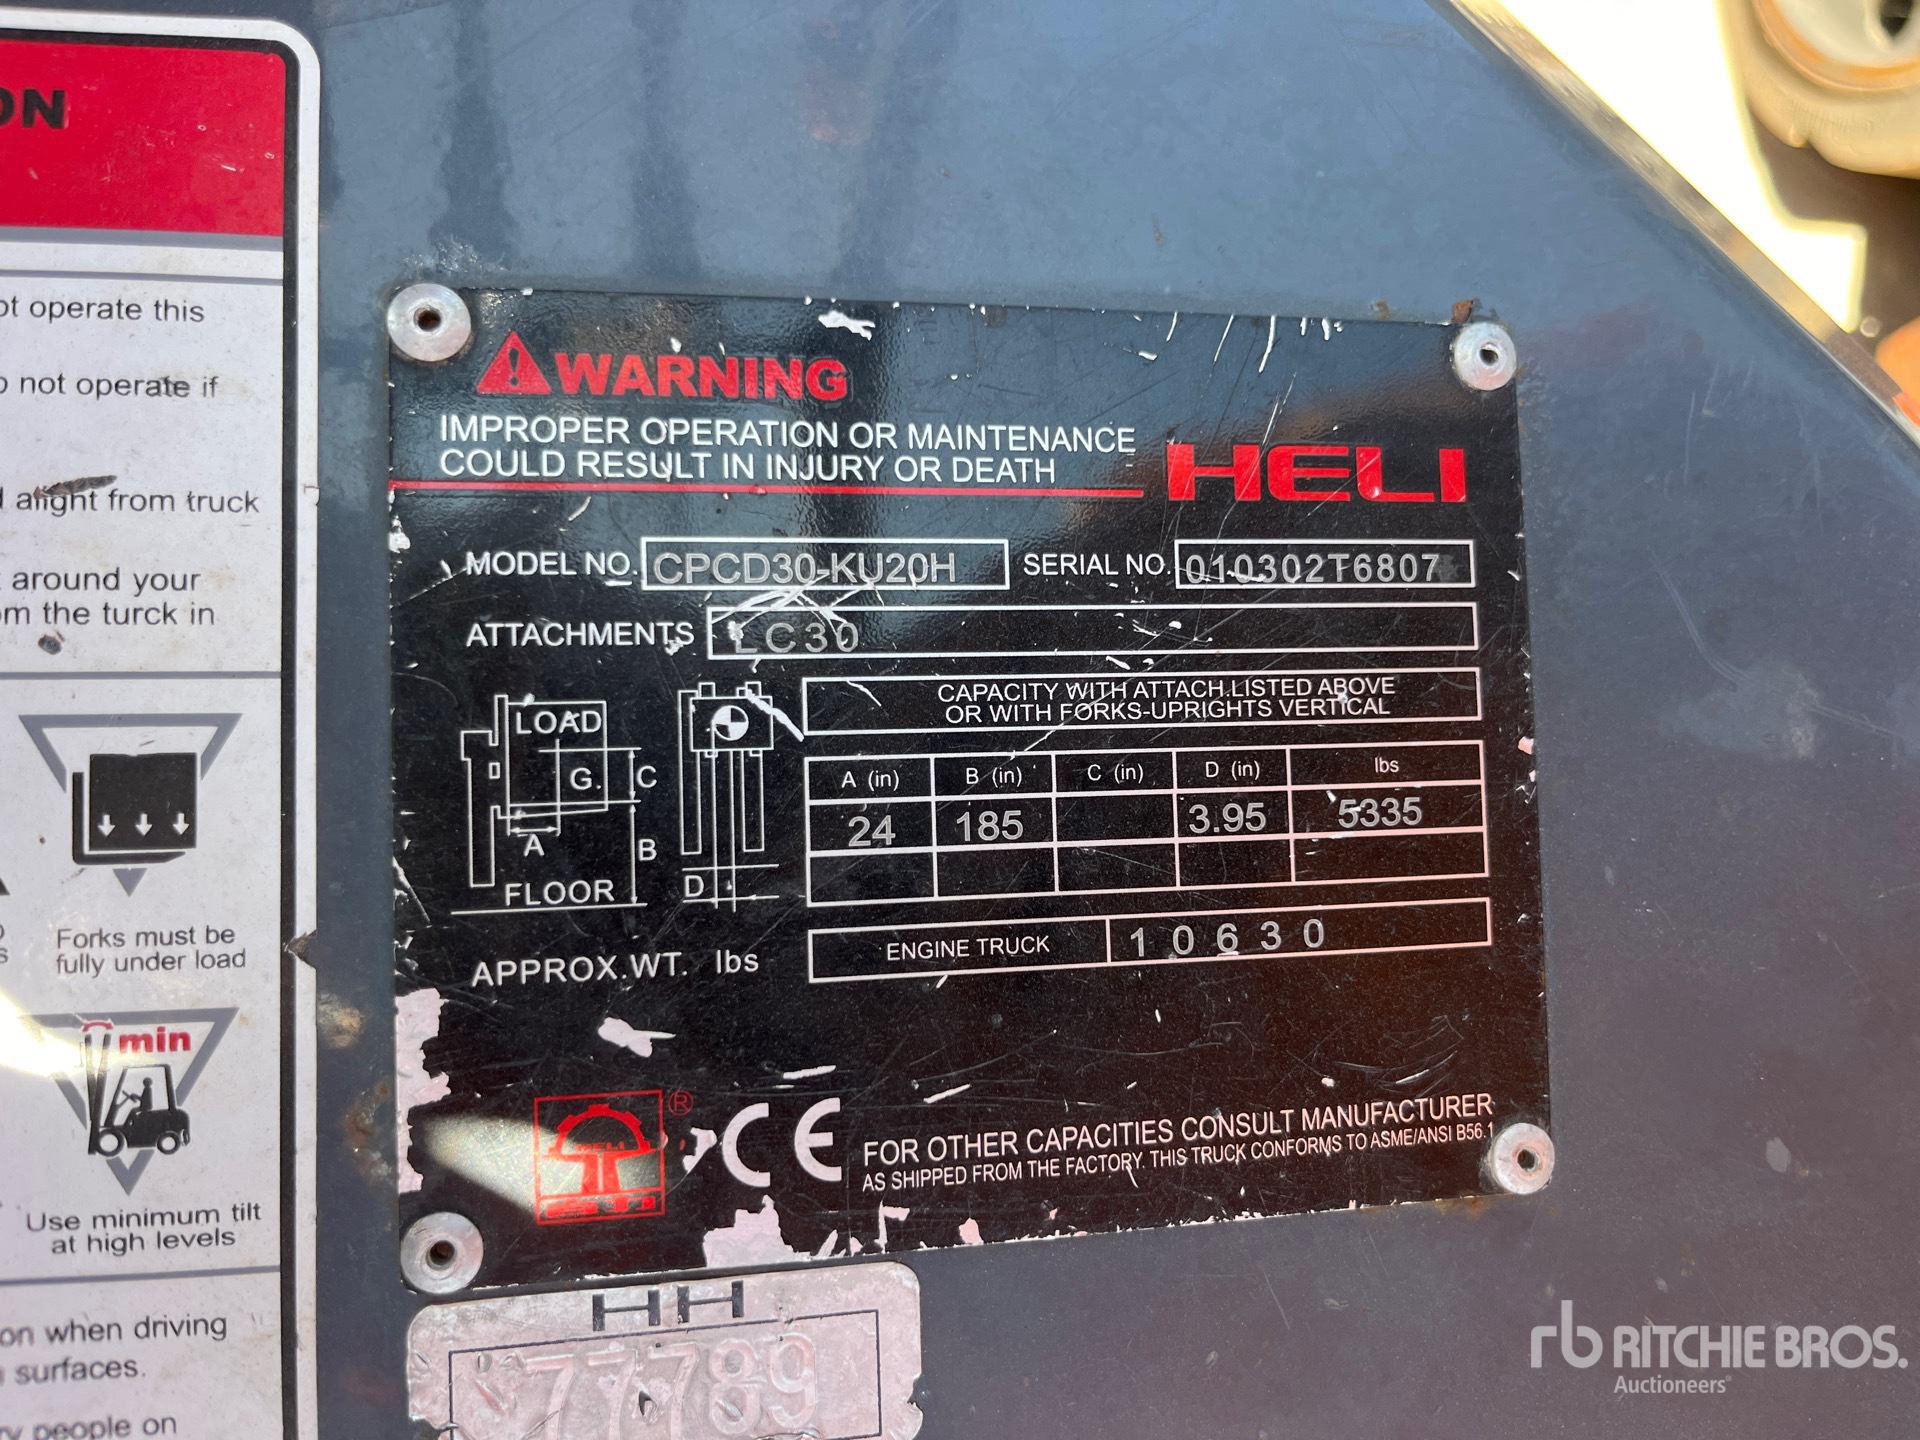 ON
ot operate this
o not operate if
d alight from truck
t around your
om the turck in
Forks must be
fully under load
min
Use minimum tilt
at high levels
on when driving
surfaces.
ry people on
WARNING
IMPROPER OPERATION OR MAINTENANCE
COULD RESULT IN INJURY OR DEATH
HELI
MODEL NO. CPCD30-KU20H SERIAL NO. 010302T6807
ATTACHMENTS LC30
LOAD
G.
C
A
B
FLOOR
D
CAPACITY WITH ATTACH.LISTED ABOVE
OR WITH FORKS-UPRIGHTS VERTICAL
A (in) B (in) C (in) D (in) lbs
24 185 3.95 5335
APPROX.WT. lbs ENGINE TRUCK 10630
HELI
® CE
FOR OTHER CAPACITIES CONSULT MANUFACTURER
AS SHIPPED FROM THE FACTORY. THIS TRUCK CONFORMS TO ASME/ANSI B56.1
HH
77789
rb RITCHIE BROS.
Auctioneers